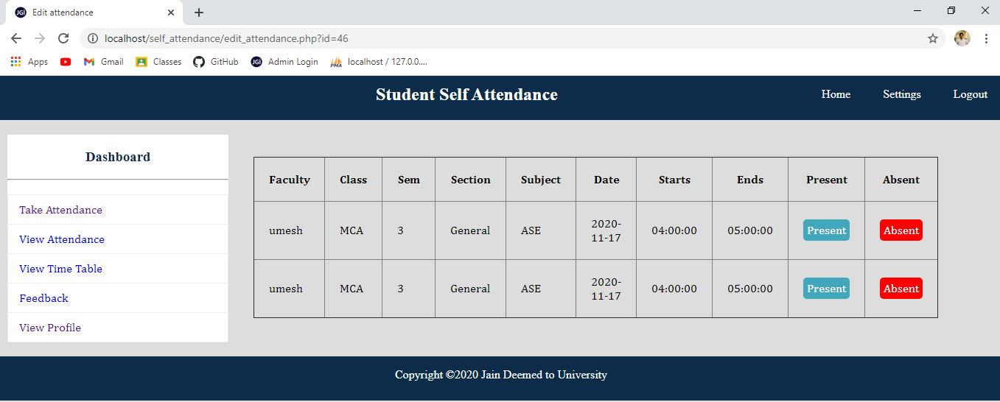 JGI Edit attendance
localhost/self_attendance/edit_attendance.php?id=46
Apps Gmail Classes GitHub JGI Admin Login PMA localhost / 127.0.0....
Student Self Attendance Home Settings Logout
Dashboard
Take Attendance
View Attendance
View Time Table
Feedback
View Profile
Faculty Class Sem Section Subject Date Starts Ends Present Absent
umesh MCA 3 General ASE 2020-11-17 04:00:00 05:00:00 Present Absent
umesh MCA 3 General ASE 2020-11-17 04:00:00 05:00:00 Present Absent
Copyright ©2020 Jain Deemed to University